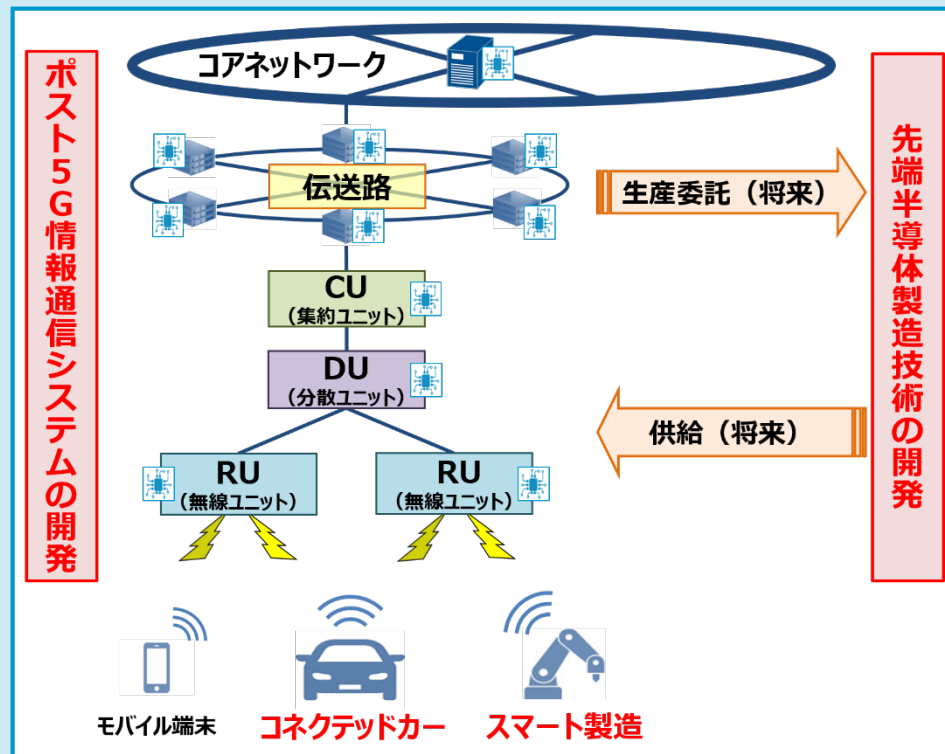 コアネットワーク
ポスト5G情報通信システムの開発
先端半導体製造技術の開発
伝送路
生産委託（将来）
CU
（集約ユニット）
DU
（分散ユニット）
供給（将来）
RU
（無線ユニット）
RU
（無線ユニット）
モバイル端末
コネクテッドカー
スマート製造